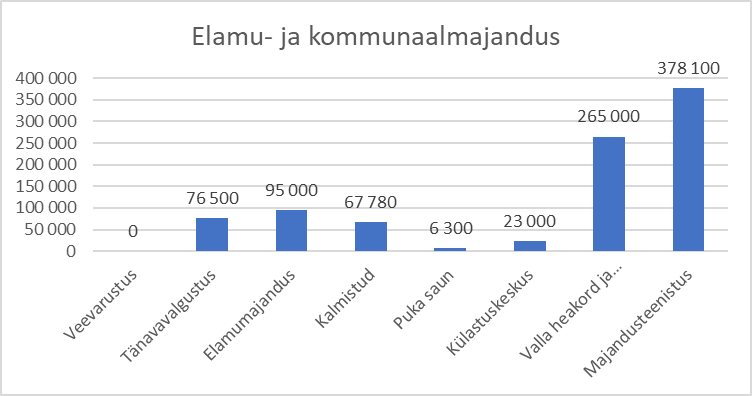 Elamu- ja kommunaalmajandus
400 000
350 000
300 000
250 000
200 000
150 000
100 000
50 000
0
0
76 500
95 000
67 780
6 300
23 000
265 000
378 100
Veevarustus
Tänavavalgustus
Elamumajandus
Kalmistud
Puka saun
Külastuskeskus
Valla heakord ja...
Majandusteenistus